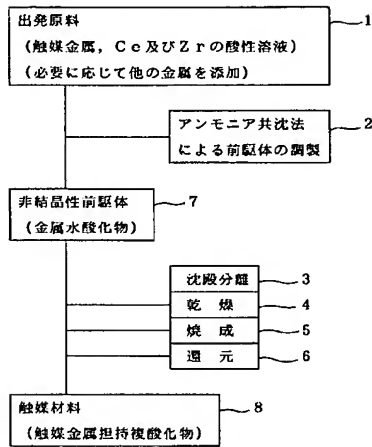 出発原料
(触媒金属,Ce及びZrの酸性溶液)
(必要に応じて他の金属を添加)
1
アンモニア共沈法
による前駆体の調製
2
非結晶性前駆体
(金属水酸化物)
7
沈殿分離
3
乾燥
4
焼成
5
還元
6
触媒材料
(触媒金属担持複酸化物)
8